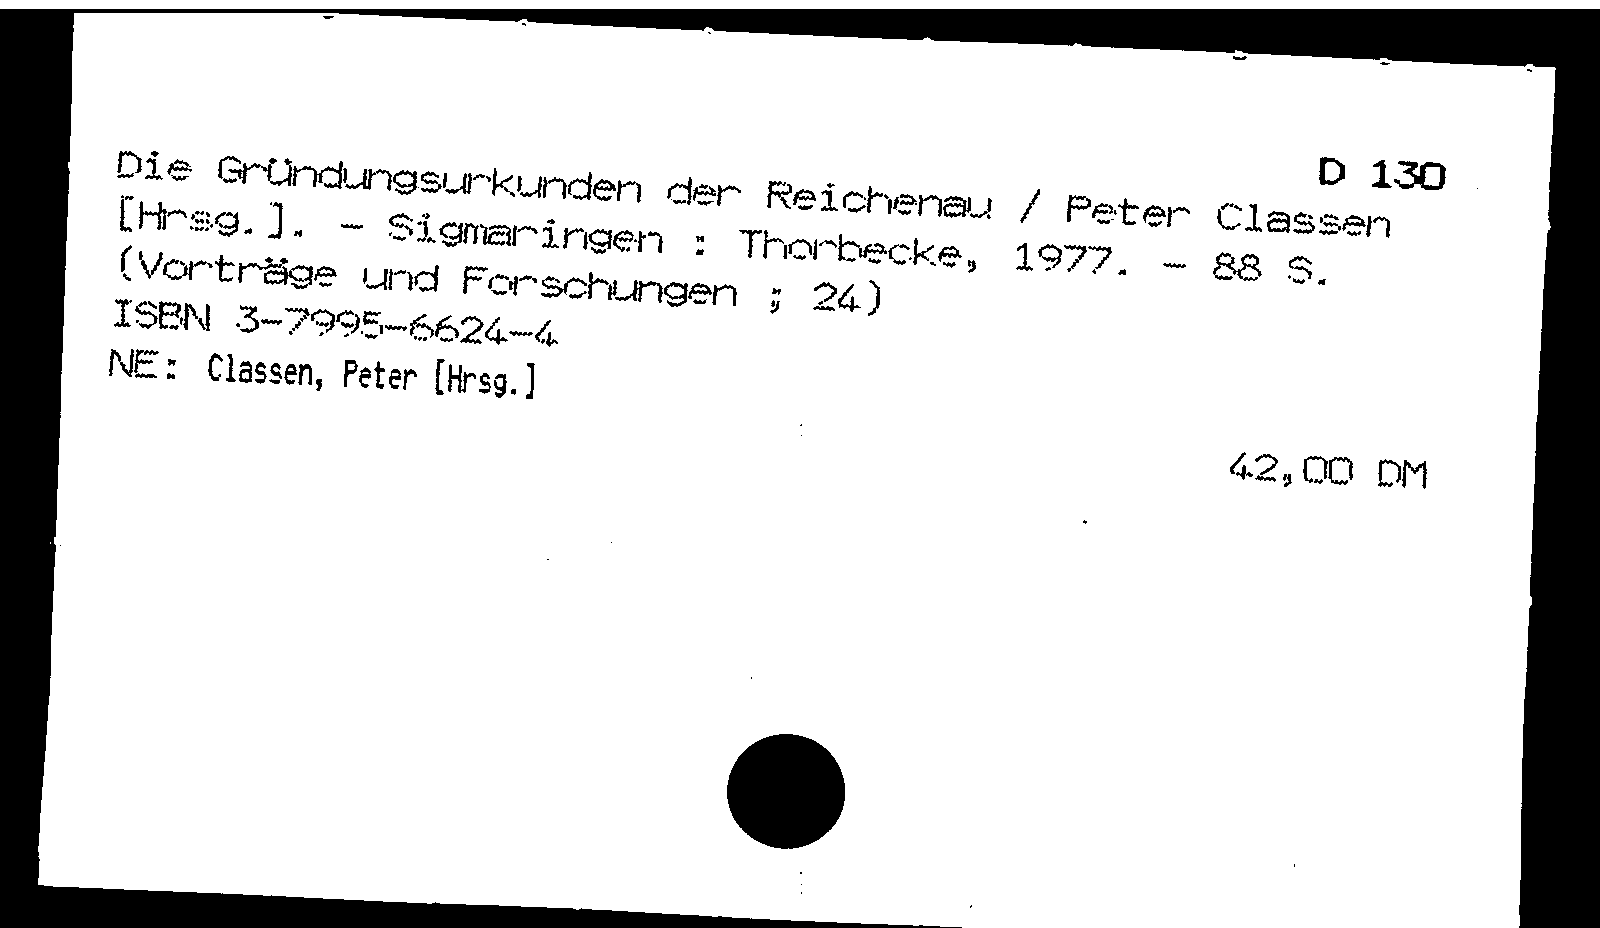 D 130
Die Gründungsurkunden der Reichenau / Peter Classen
[Hrsg.]. - Sigmaringen : Thorbecke, 1977. - 88 S.
(Vorträge und Forschungen ; 24)
ISBN 3-7995-6624-4
NE: Classen, Peter [Hrsg.]
42,00 DM